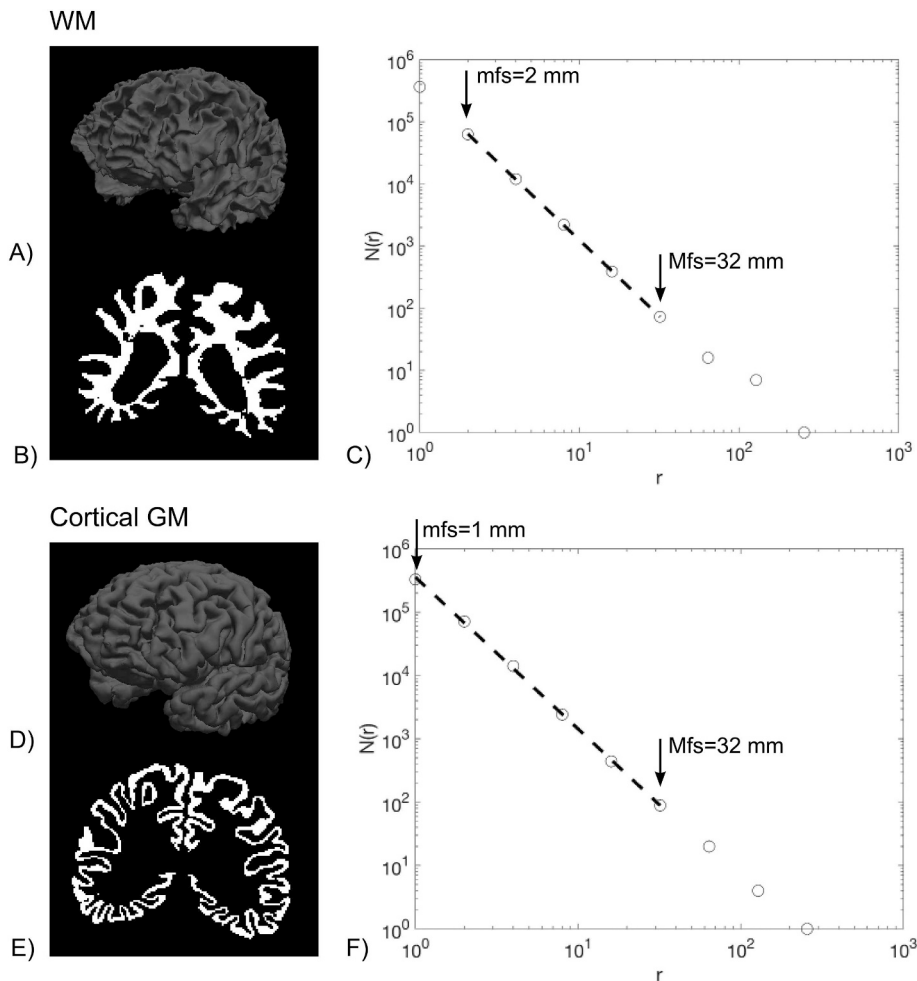 WM
A)
B)
mfs=2 mm
Mfs=32 mm
N(r)
10^6
10^5
10^4
10^3
10^2
10^1
10^0
10^0
10^1
10^2
10^3
C)
r
Cortical GM
D)
E)
mfs=1 mm
Mfs=32 mm
N(r)
10^6
10^5
10^4
10^3
10^2
10^1
10^0
10^0
10^1
10^2
10^3
F)
r